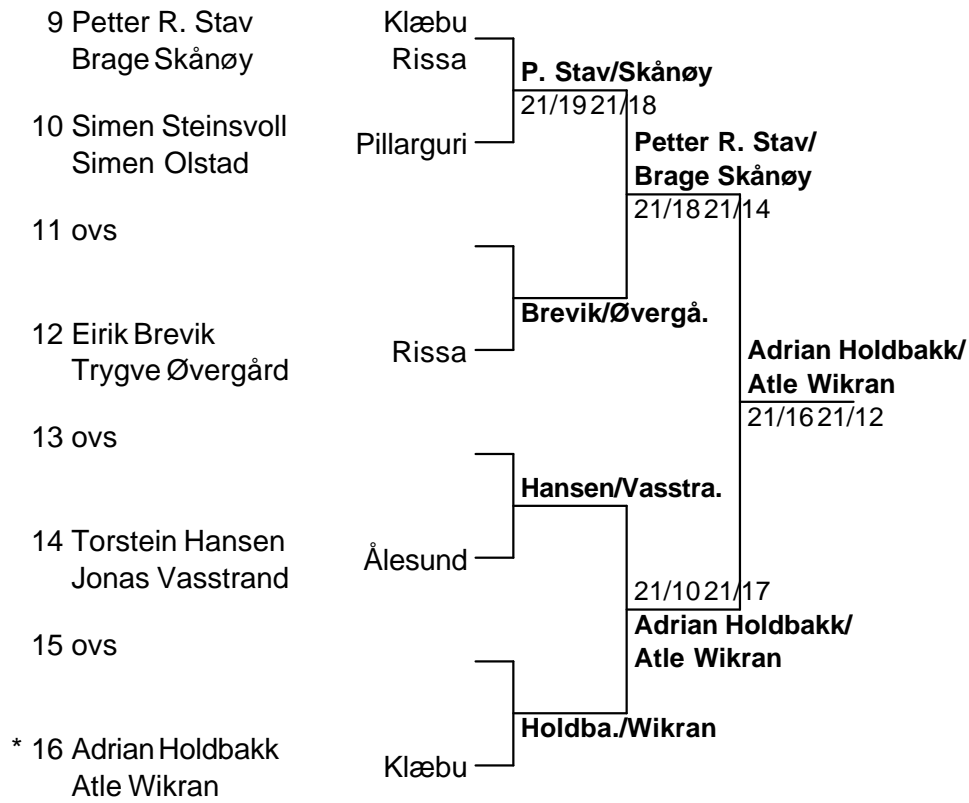 9 Petter R. Stav Klæbu
Brage Skånøy Rissa
P. Stav/Skånøy
21/19 21/18
10 Simen Steinsvoll
Simen Olstad Pillarguri
Petter R. Stav/
Brage Skånøy
21/18 21/14
11 ovs
Brevik/Øvergå.
12 Eirik Brevik
Trygve Øvergård Rissa
Adrian Holdbakk/
Atle Wikran
21/16 21/12
13 ovs
Hansen/Vasstra.
14 Torstein Hansen
Jonas Vasstrand Ålesund
21/10 21/17
Adrian Holdbakk/
Atle Wikran
15 ovs
Holdba./Wikran
* 16 Adrian Holdbakk
Atle Wikran Klæbu